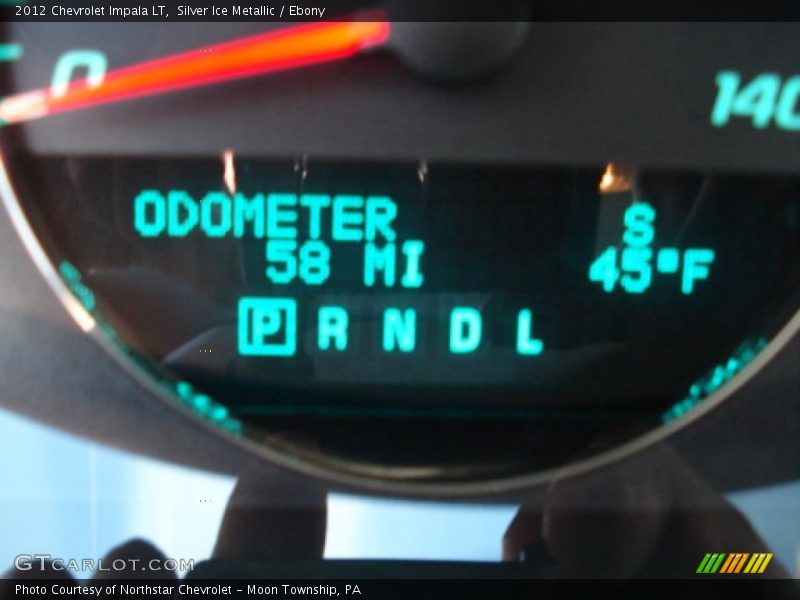 2012 Chevrolet Impala LT,  Silver Ice Metallic / Ebony
0
140
ODOMETER
S
58 MI
45°F
P R N D L
GTCARLOT.COM
Photo Courtesy of Northstar Chevrolet - Moon Township, PA